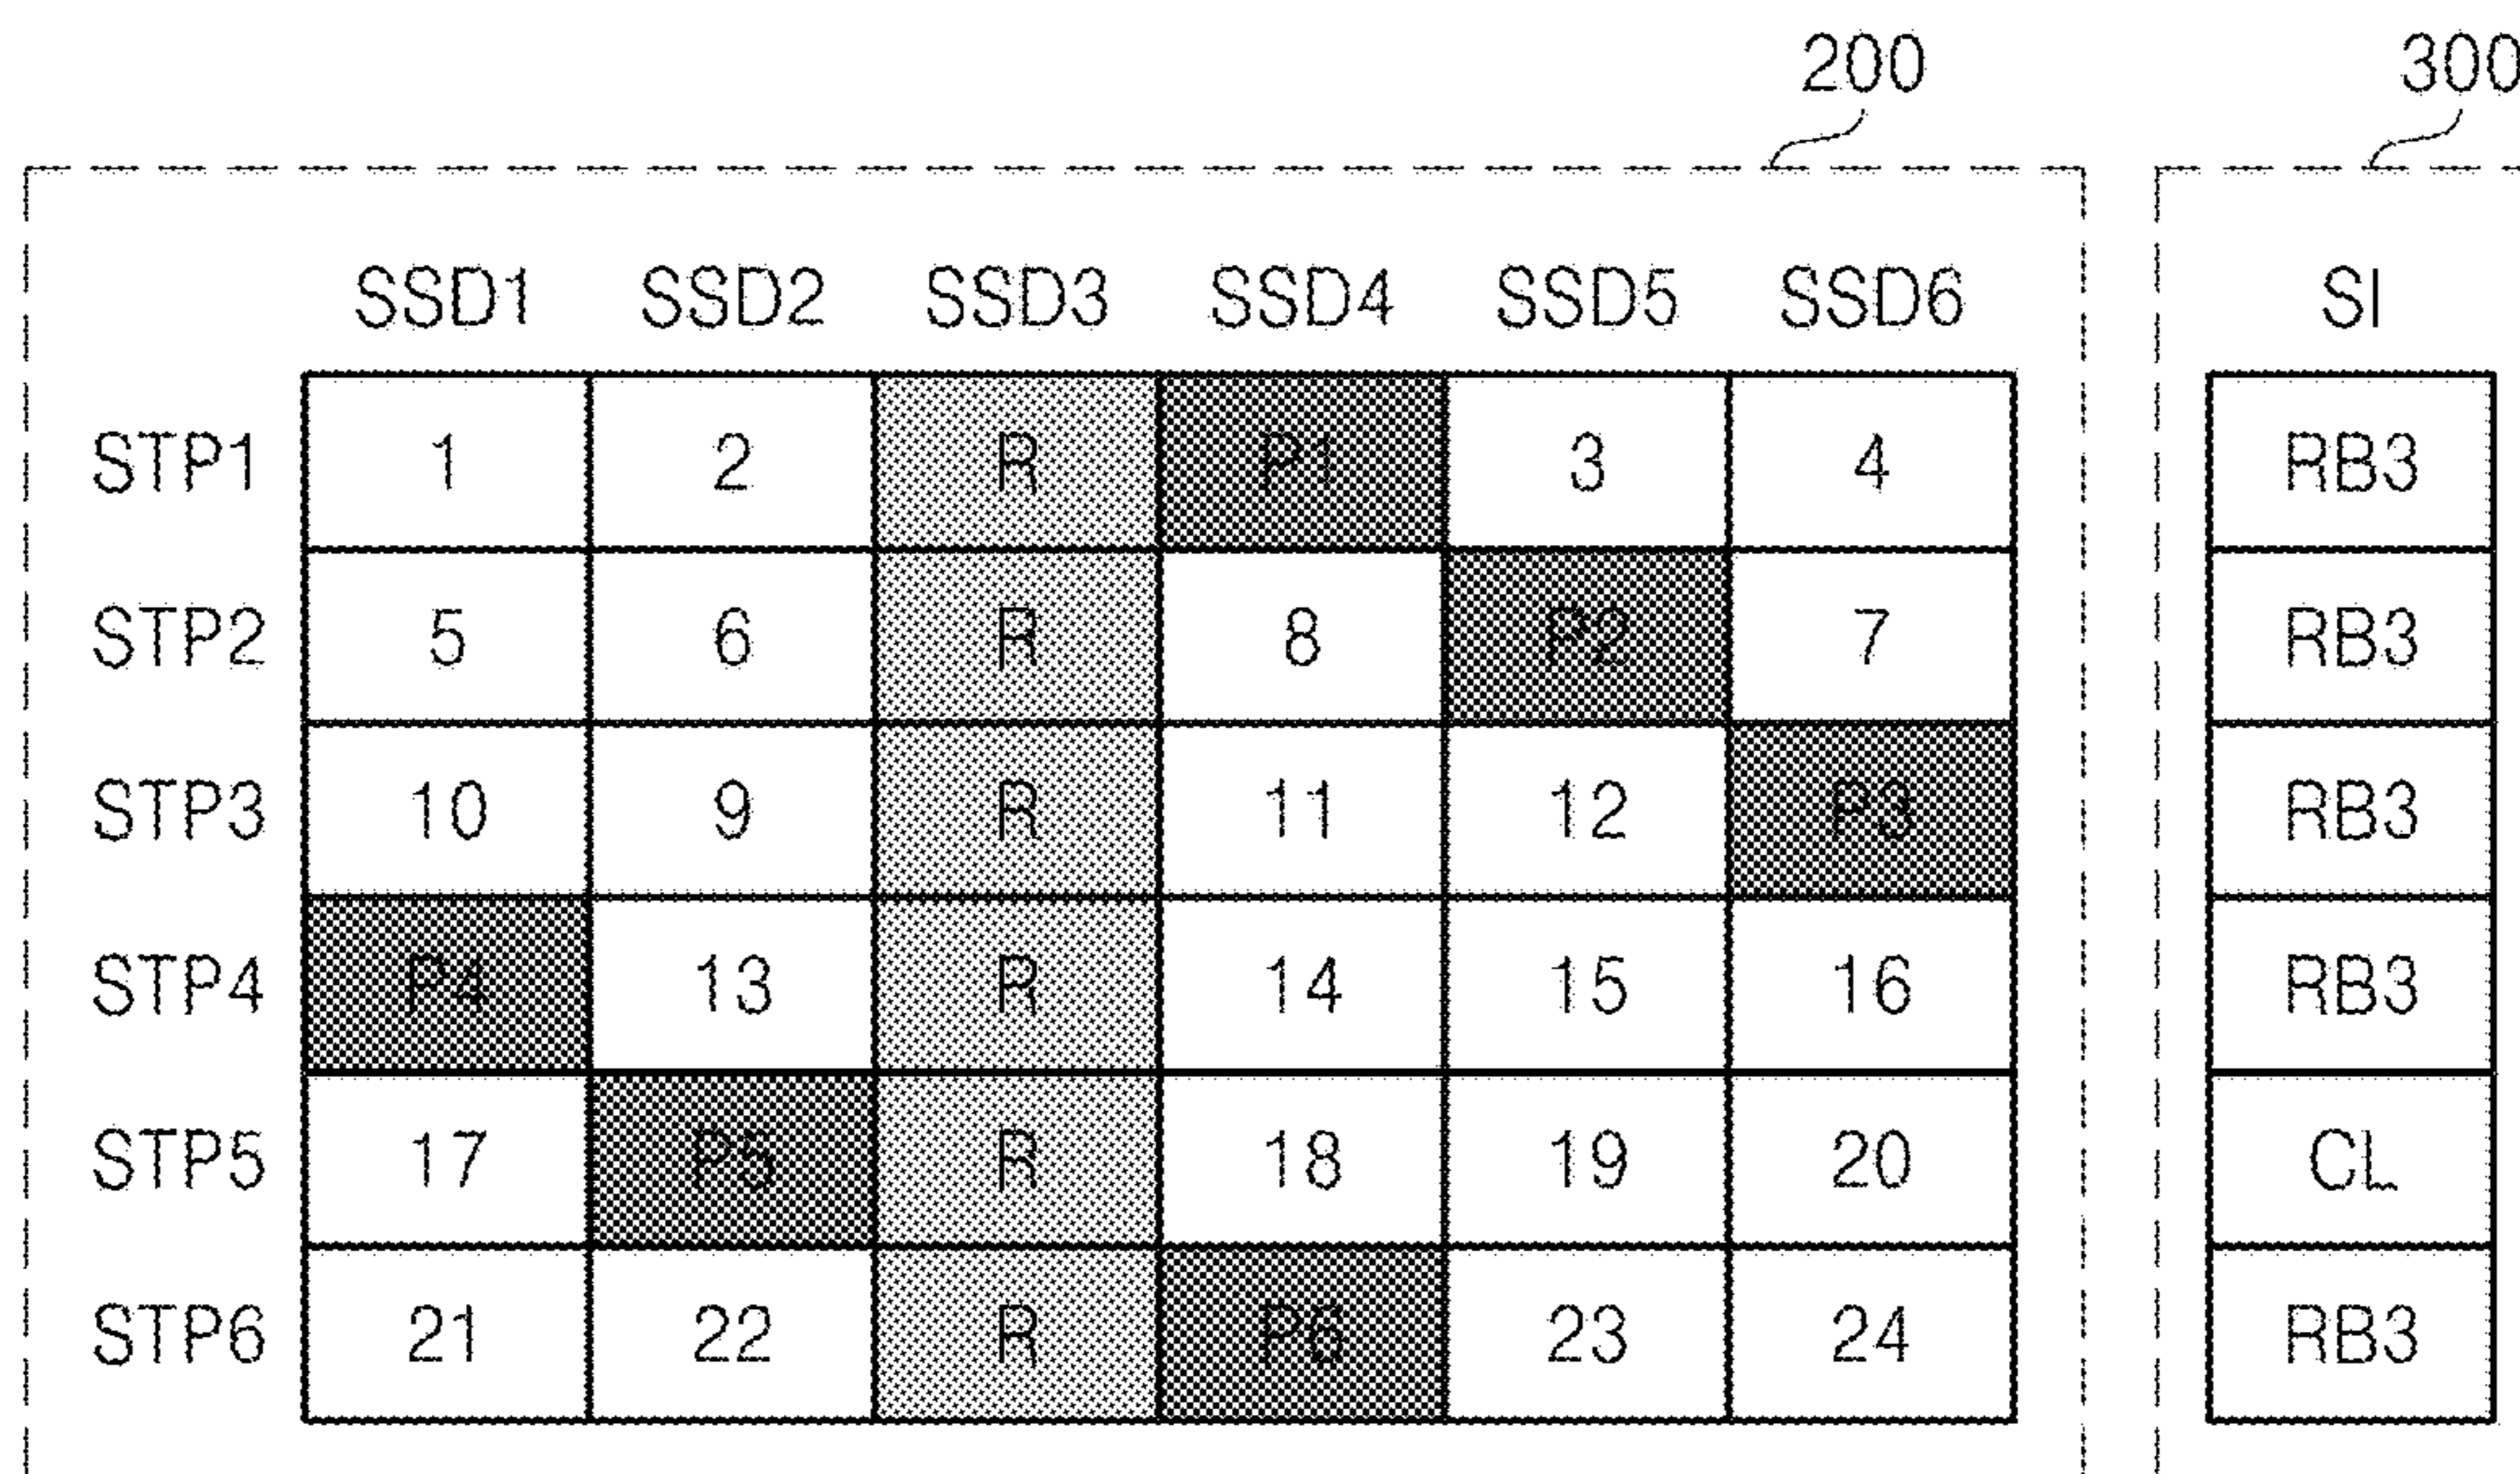 200 300
SSD1 SSD2 SSD3 SSD4 SSD5 SSD6 SI
STP1 1 2 R P1 3 4 RB3
STP2 5 6 R 8 P2 7 RB3
STP3 10 9 R 11 12 P3 RB3
STP4 P4 13 R 14 15 16 RB3
STP5 17 P5 R 18 19 20 CL
STP6 21 22 R P6 23 24 RB3